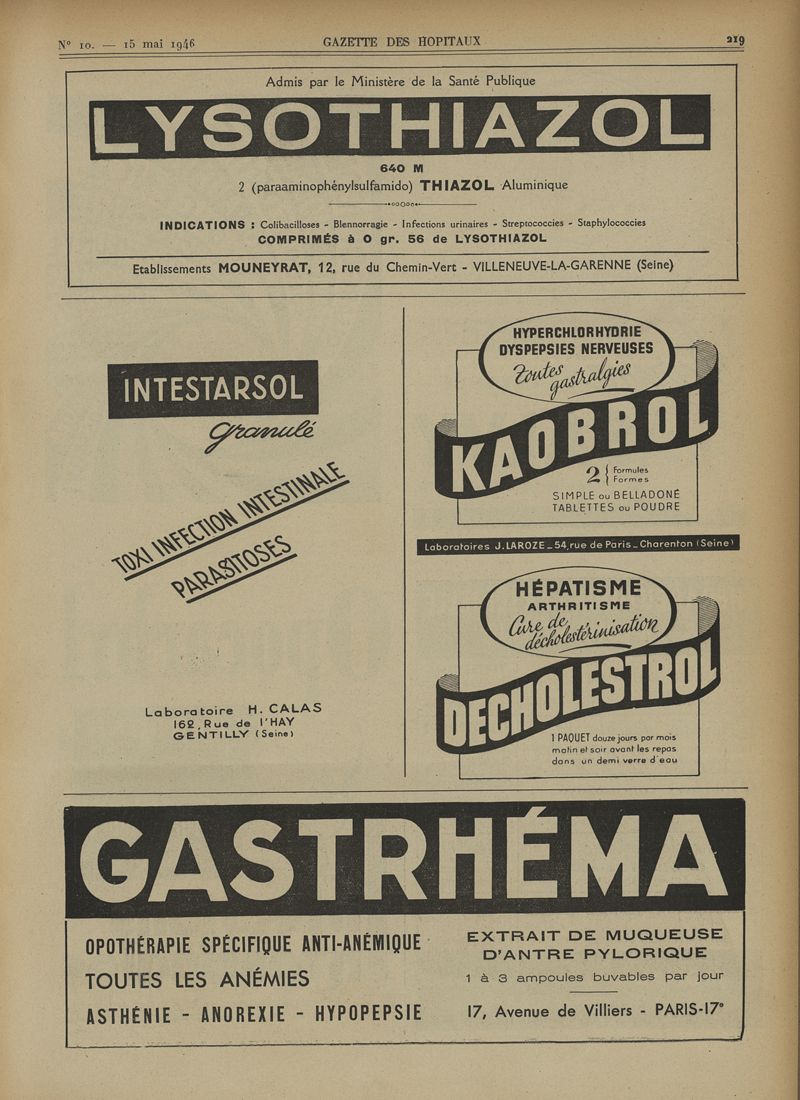 N° 10. — 15 mai 1946 GAZETTE DES HOPITAUX 219
Admis par le Ministère de la Santé Publique
LYSOTHIAZOL
640 M
2 (paraaminophénylsulfamido) THIAZOL Aluminique
INDICATIONS : Colibacilloses - Blennorragie - Infections urinaires - Streptococcies - Staphylococcies
COMPRIMÉS à 0 gr. 56 de LYSOTHIAZOL
Etablissements MOUNEYRAT, 12, rue du Chemin-Vert - VILLENEUVE-LA-GARENNE (Seine)
INTESTARSOL
granulé
TOXI INFECTION INTESTINALE
PARASITOSES
Laboratoire H. CALAS
162, Rue de l'HAY
GENTILLY (Seine)
HYPERCHLORHYDRIE
DYSPEPSIES NERVEUSES
Toutes
gastralgies
KAOBROL
2 { Formules
Formes
SIMPLE ou BELLADONÉ
TABLETTES ou POUDRE
Laboratoires J. LAROZE _ 54, rue de Paris _ Charenton (Seine)
HÉPATISME
ARTHRITISME
Cure de
décholestérinisation
DECHOLESTROL
1 PAQUET douze jours par mois
matin et soir avant les repas
dans un demi verre d'eau
GASTRHÉMA
OPOTHÉRAPIE SPÉCIFIQUE ANTI-ANÉMIQUE
TOUTES LES ANÉMIES
ASTHÉNIE - ANOREXIE - HYPOPEPSIE
EXTRAIT DE MUQUEUSE
D'ANTRE PYLORIQUE
1 à 3 ampoules buvables par jour
17, Avenue de Villiers - PARIS-17e